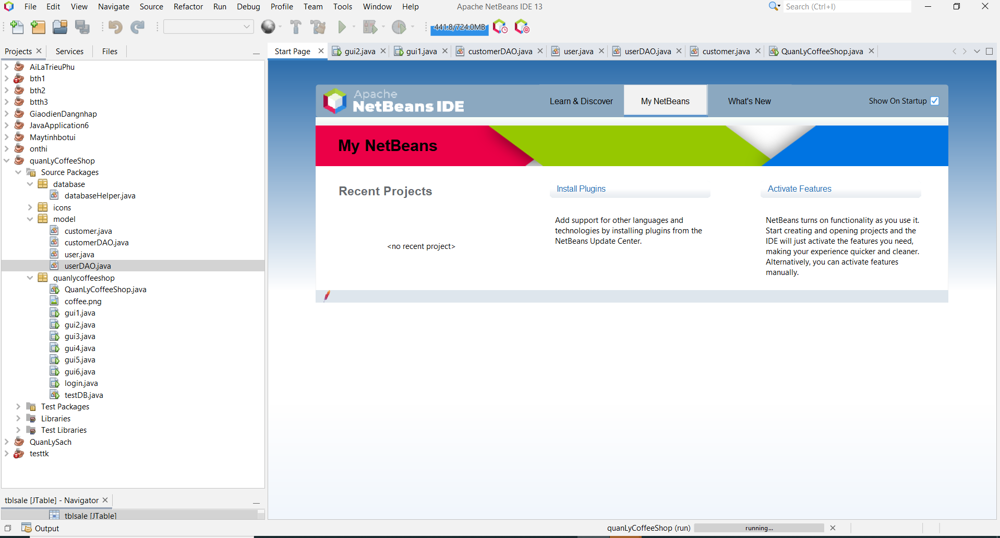 File Edit View Navigate Source Refactor Run Debug Profile Team Tools Window Help
Apache NetBeans IDE 13
Search (Ctrl+I)
441.8/724.0MB
Projects Services Files
Start Page gui2.java gui1.java customerDAO.java user.java userDAO.java customer.java QuanLyCoffeeShop.java
AiLaTrieuPhu
bth1
bth2
btth3
GiaodienDangnhap
JavaApplication6
Maytinhbotui
onthi
quanLyCoffeeShop
Source Packages
database
databaseHelper.java
icons
model
customer.java
customerDAO.java
user.java
userDAO.java
quanlycoffeeshop
QuanLyCoffeeShop.java
coffee.png
gui1.java
gui2.java
gui3.java
gui4.java
gui5.java
gui6.java
login.java
testDB.java
Test Packages
Libraries
Test Libraries
QuanLySach
testtk
Apache
NetBeans IDE
Learn & Discover
My NetBeans
What's New
Show On Startup
My NetBeans
Recent Projects
<no recent project>
Install Plugins
Add support for other languages and
technologies by installing plugins from the
NetBeans Update Center.
Activate Features
NetBeans turns on functionality as you use it.
Start creating and opening projects and the
IDE will just activate the features you need,
making your experience quicker and cleaner.
Alternatively, you can activate features
manually.
tblsale [JTable] - Navigator
tblsale [JTable]
Output
quanLyCoffeeShop (run)
running...